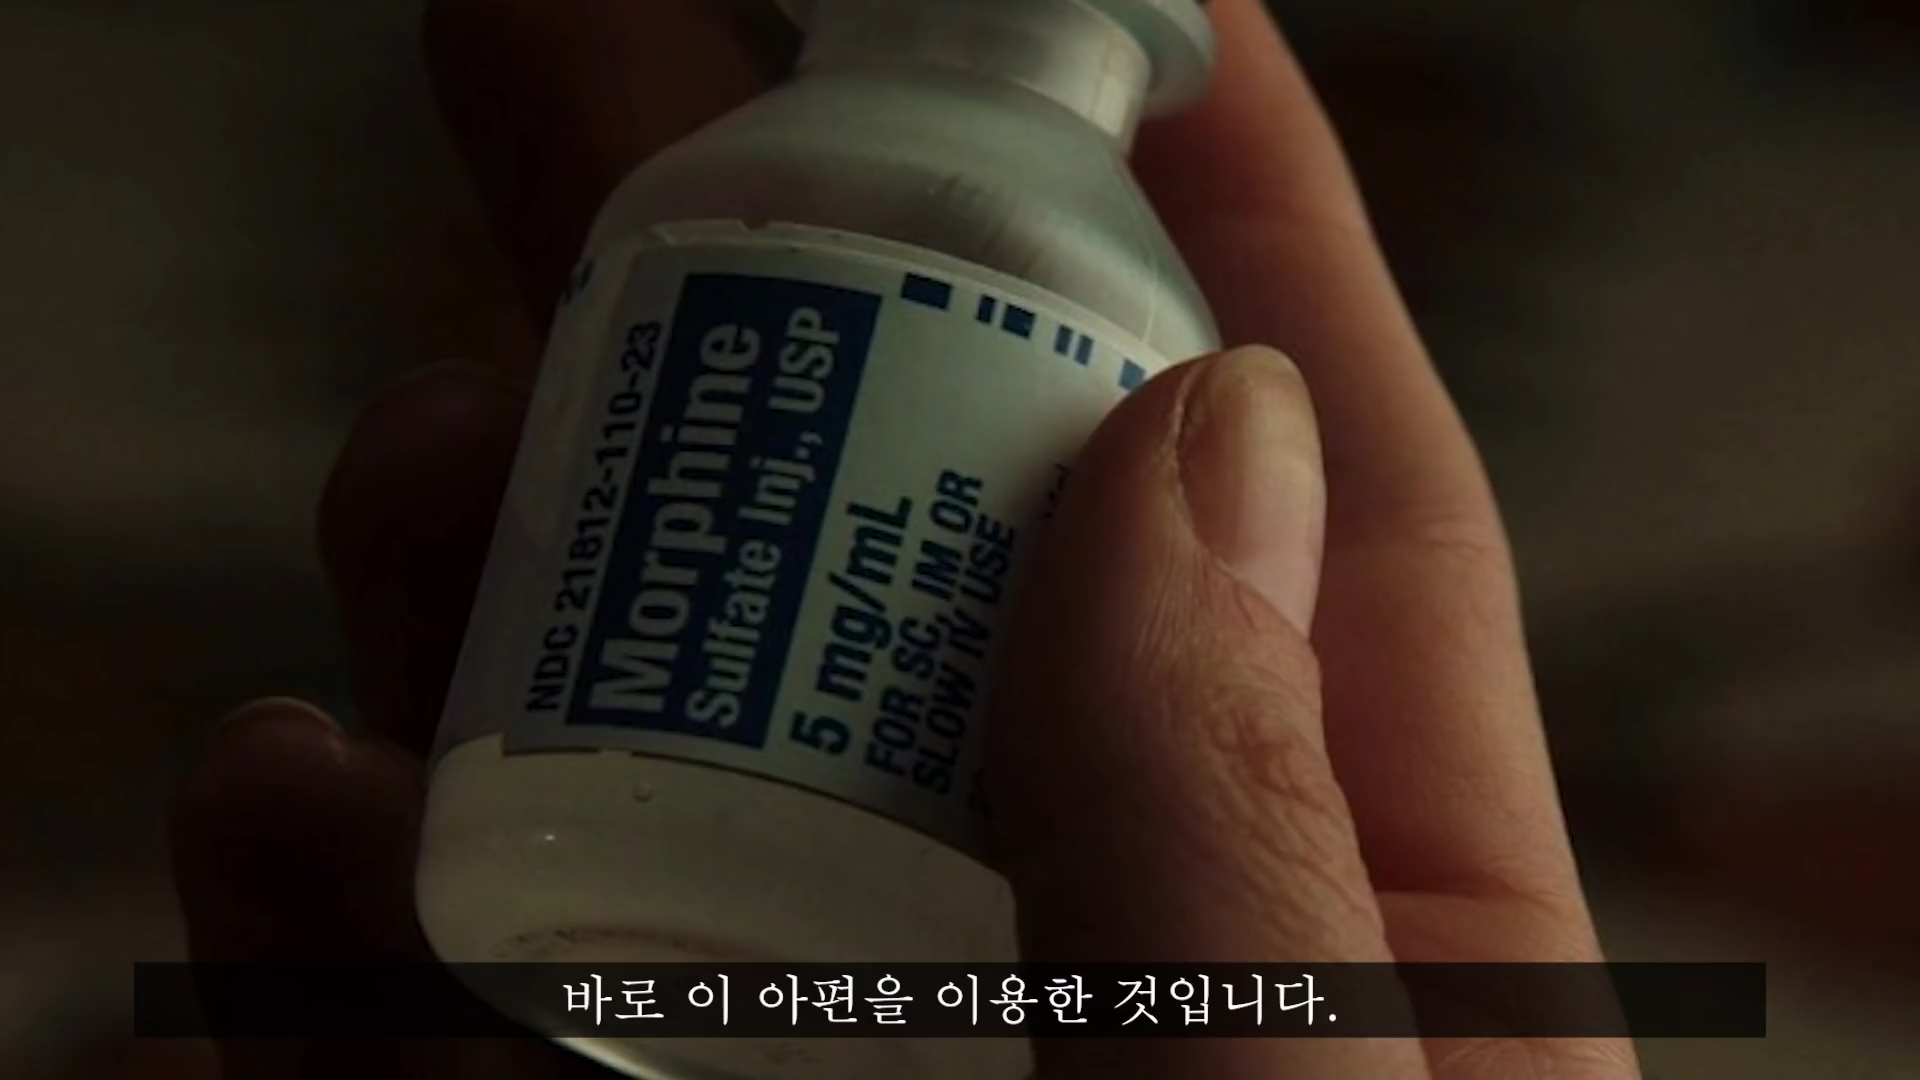 NDC 21812-110-23
Morphine
Sulfate Inj., USP
5 mg/mL
FOR SC, IM OR
SLOW IV USE
바로 이 아편을 이용한 것입니다.